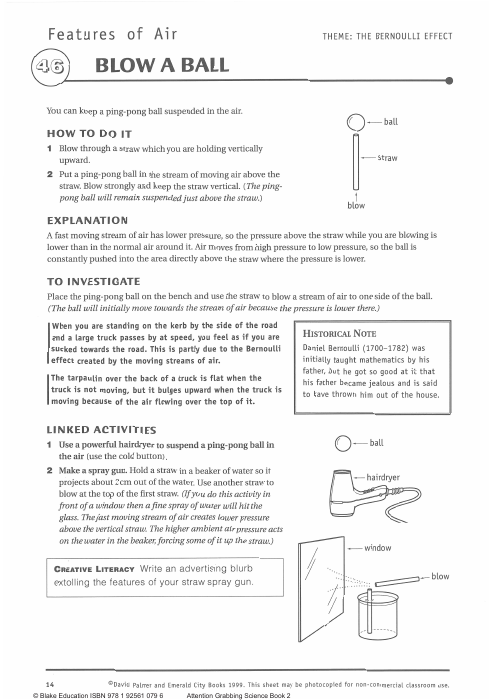 Features of Air
THEME: THE BERNOULLI EFFECT
46
BLOW A BALL
You can keep a ping-pong ball suspended in the air.
HOW TO DO IT
1 Blow through a straw which you are holding vertically
upward.
2 Put a ping-pong ball in the stream of moving air above the
straw. Blow strongly and keep the straw vertical. (The ping-
pong ball will remain suspended just above the straw.)
ball
straw
blow
EXPLANATION
A fast moving stream of air has lower pressure, so the pressure above the straw while you are blowing is
lower than in the normal air around it. Air moves from high pressure to low pressure, so the ball is
constantly pushed into the area directly above the straw where the pressure is lower.
TO INVESTIGATE
Place the ping-pong ball on the bench and use the straw to blow a stream of air to one side of the ball.
(The ball will initially move towards the stream of air because the pressure is lower there.)
When you are standing on the kerb by the side of the road
and a large truck passes by at speed, you feel as if you are
sucked towards the road. This is partly due to the Bernoulli
effect created by the moving streams of air.
The tarpaulin over the back of a truck is flat when the
truck is not moving, but it bulges upward when the truck is
moving because of the air flowing over the top of it.
HISTORICAL NOTE
Daniel Bernoulli (1700–1782) was
initially taught mathematics by his
father, but he got so good at it that
his father became jealous and is said
to have thrown him out of the house.
LINKED ACTIVITIES
1 Use a powerful hairdryer to suspend a ping-pong ball in
the air (use the cold button).
2 Make a spray gun. Hold a straw in a beaker of water so it
projects about 2cm out of the water. Use another straw to
blow at the top of the first straw. (If you do this activity in
front of a window then a fine spray of water will hit the
glass. The fast moving stream of air creates lower pressure
above the vertical straw. The higher ambient air pressure acts
on the water in the beaker, forcing some of it up the straw.)
ball
hairdryer
window
blow
CREATIVE LITERACY Write an advertising blurb
extolling the features of your straw spray gun.
14
©David Palmer and Emerald City Books 1999. This sheet may be photocopied for non-commercial classroom use.
© Blake Education ISBN 978 1 92561 079 6 Attention Grabbing Science Book 2